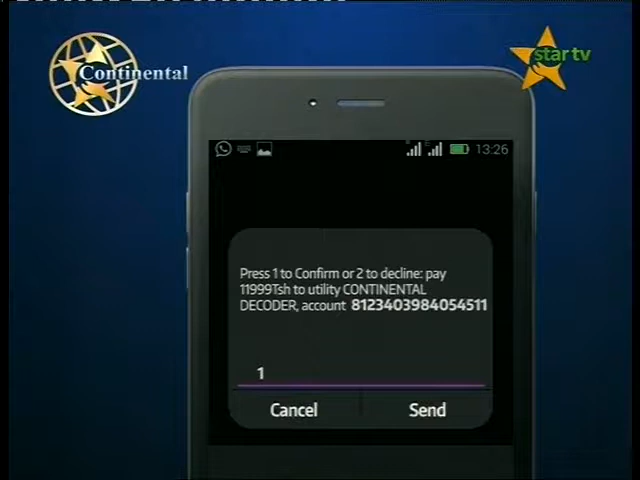 Continental
star tv
13:26
Press 1 to Confirm or 2 to decline: pay
11999Tsh to utility CONTINENTAL
DECODER, account 8123403984054511
1
Cancel
Send